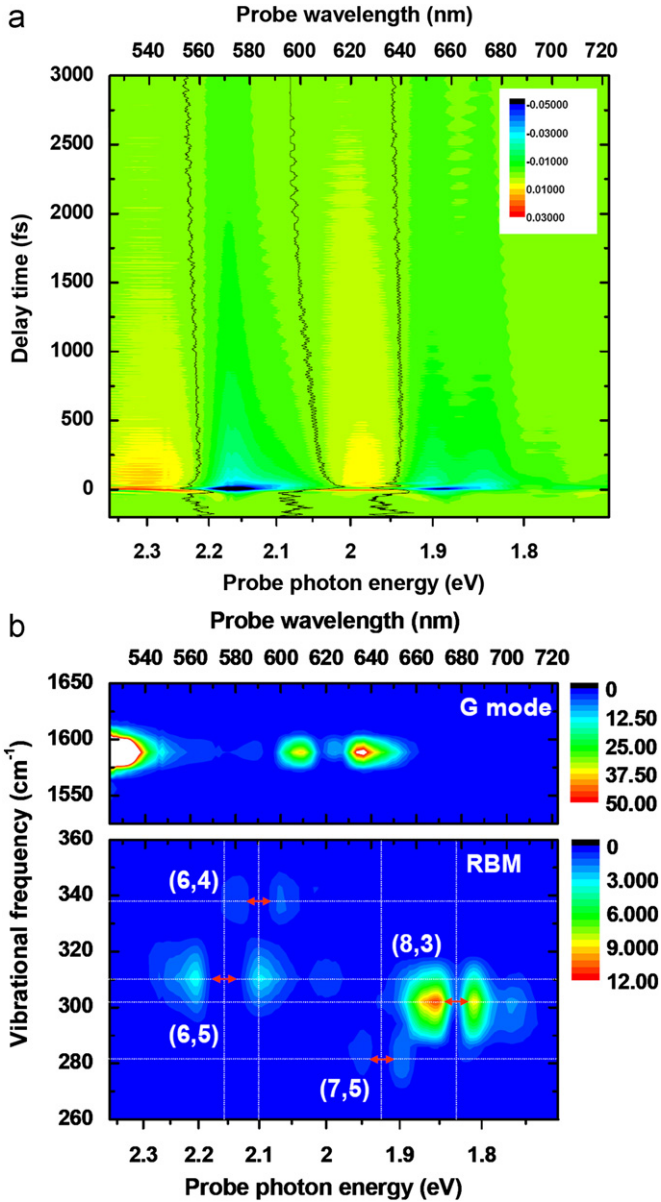 a
Probe wavelength (nm)
540 560 580 600 620 640 660 680 700 720
3000
2500
2000
1500
1000
500
0
Delay time (fs)
-0.05000
-0.03000
-0.01000
0.01000
0.03000
2.3 2.2 2.1 2 1.9 1.8
Probe photon energy (eV)
b
Probe wavelength (nm)
540 560 580 600 620 640 660 680 700 720
1650
1600
1550
G mode
0
12.50
25.00
37.50
50.00
Vibrational frequency (cm-1)
360
340
320
300
280
260
RBM
(6,4)
(8,3)
(6,5)
(7,5)
0
3.000
6.000
9.000
12.00
2.3 2.2 2.1 2 1.9 1.8
Probe photon energy (eV)